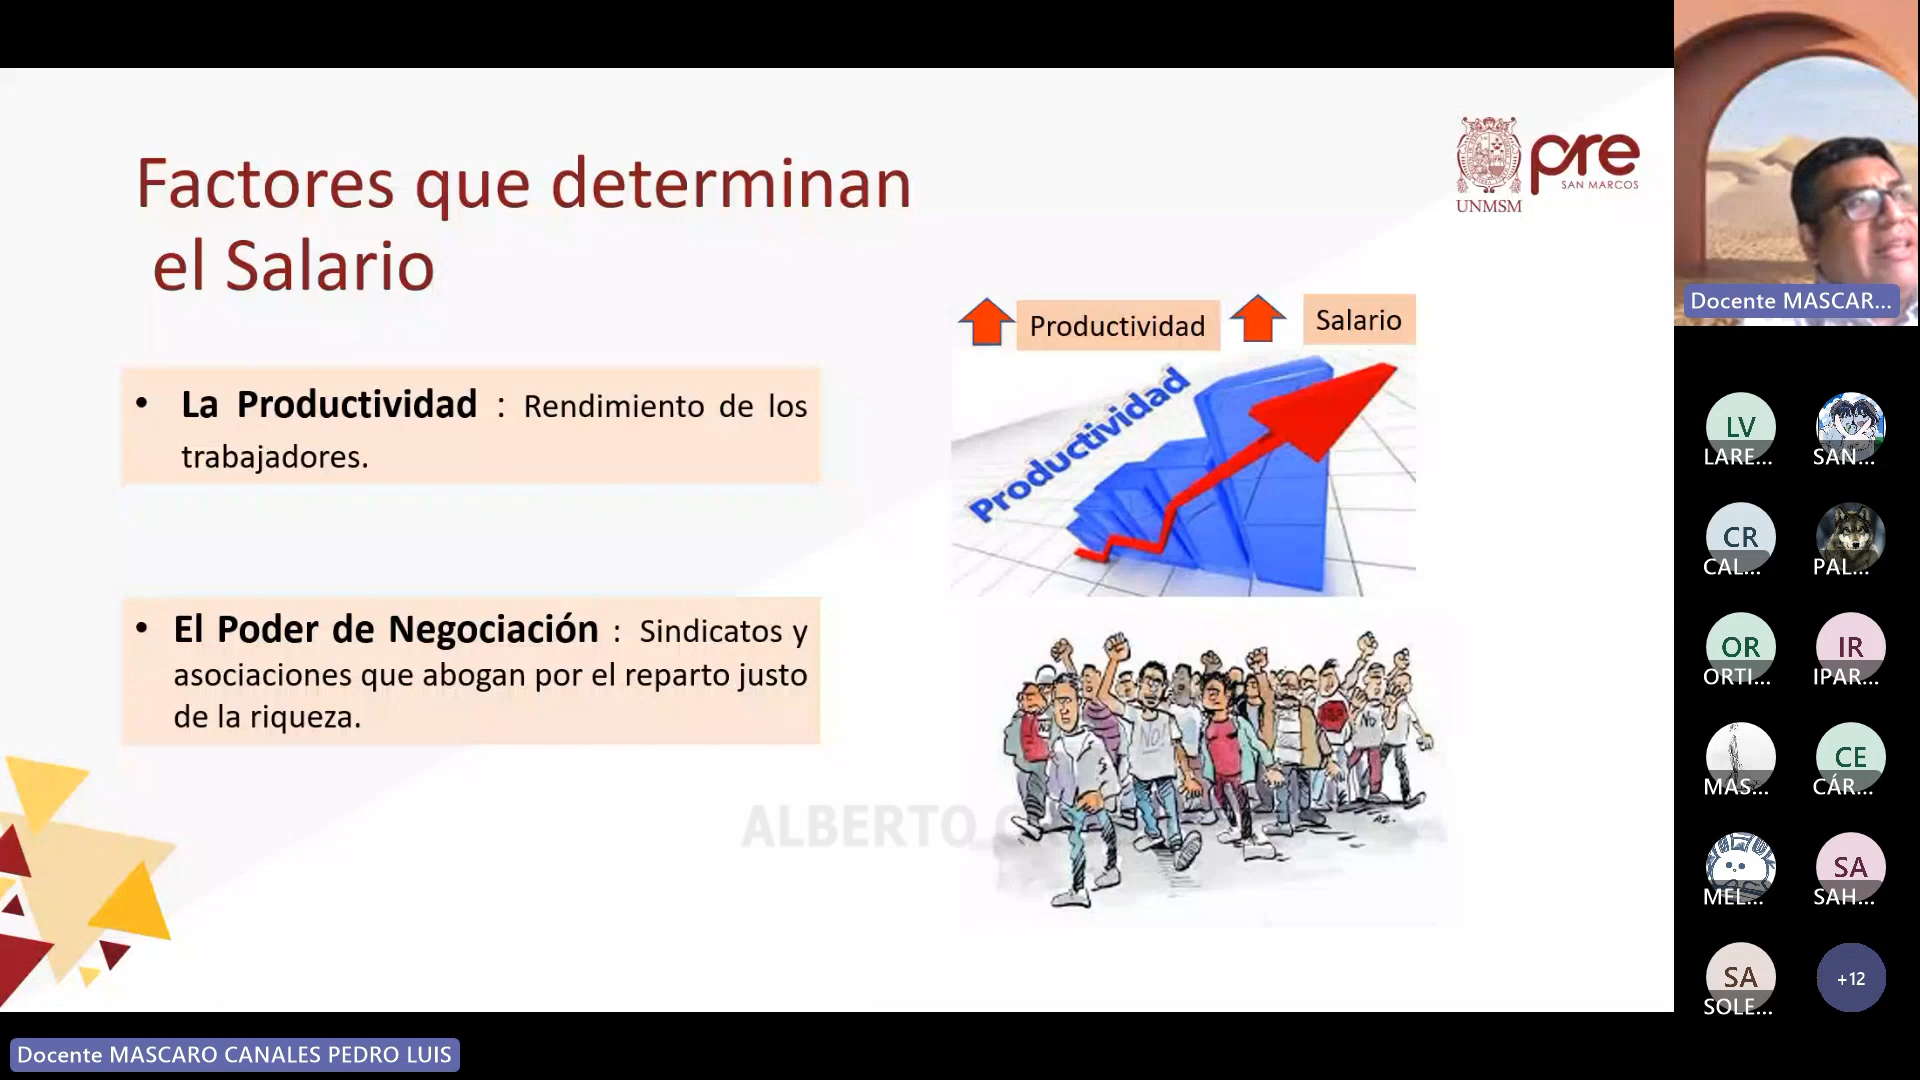 Factores que determinan
el Salario
UNMSM
pre
SAN MARCOS
Productividad
Salario
• La Productividad : Rendimiento de los
trabajadores.
Productividad
• El Poder de Negociación : Sindicatos y
asociaciones que abogan por el reparto justo
de la riqueza.
No!
No
ALBERTO
Docente MASCAR...
LV
LARE...
SAN...
CR
CAL...
PAL...
OR
ORTI...
IR
IPAR...
MAS...
CE
CÁR...
MEL...
SA
SAH...
SA
SOLE...
+12
Docente MASCARO CANALES PEDRO LUIS